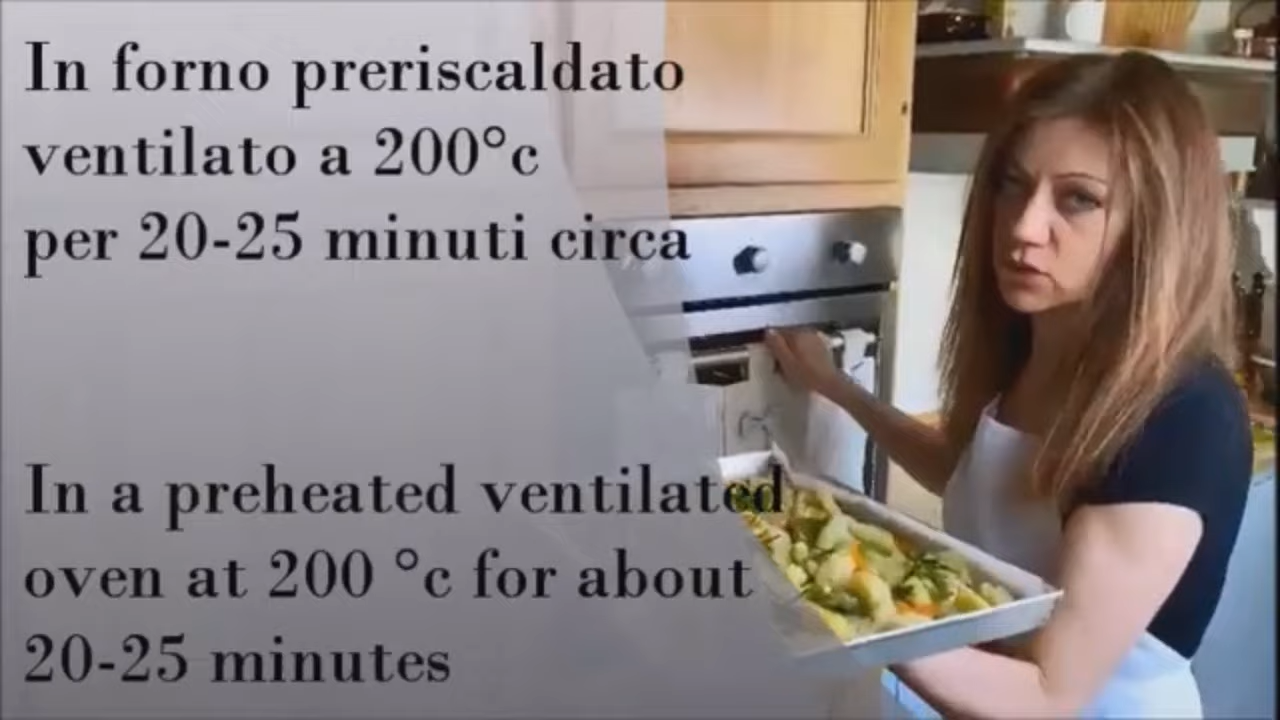 In forno preriscaldato
ventilato a 200°c
per 20-25 minuti circa
In a preheated ventilated
oven at 200 °c for about
20-25 minutes